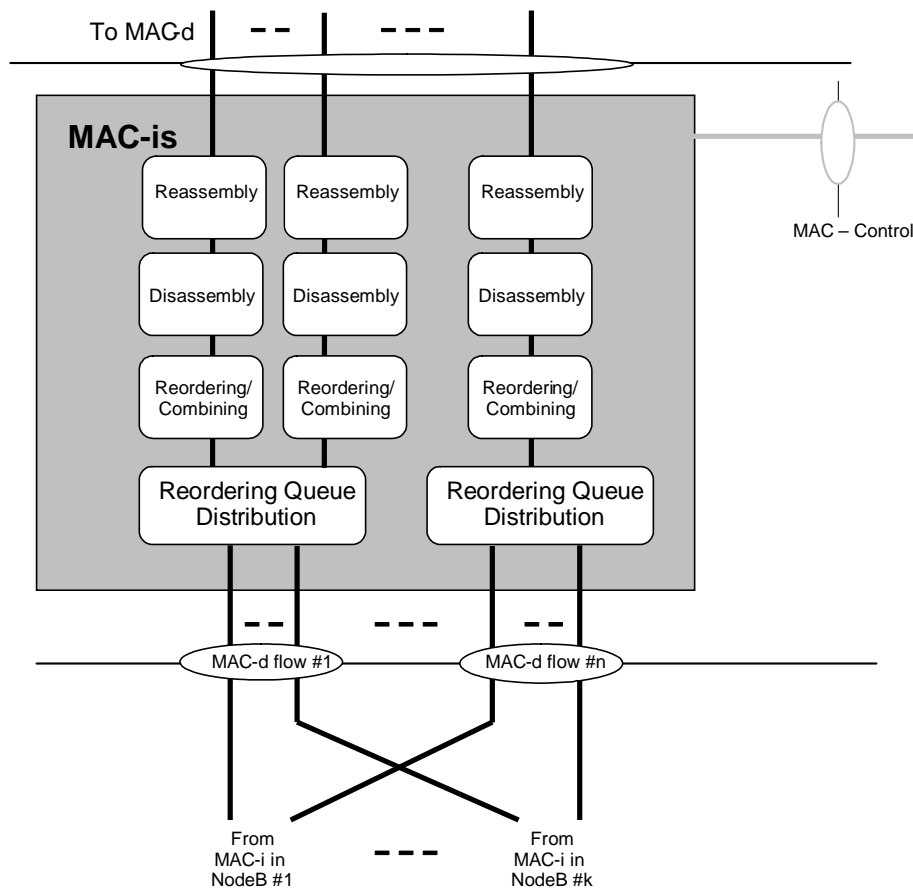 To MAC-d
MAC-is
MAC – Control
Reassembly
Reassembly
Reassembly
Disassembly
Disassembly
Disassembly
Reordering/
Combining
Reordering/
Combining
Reordering/
Combining
Reordering Queue
Distribution
Reordering Queue
Distribution
MAC-d flow #1
MAC-d flow #n
From
MAC-i in
NodeB #1
From
MAC-i in
NodeB #k